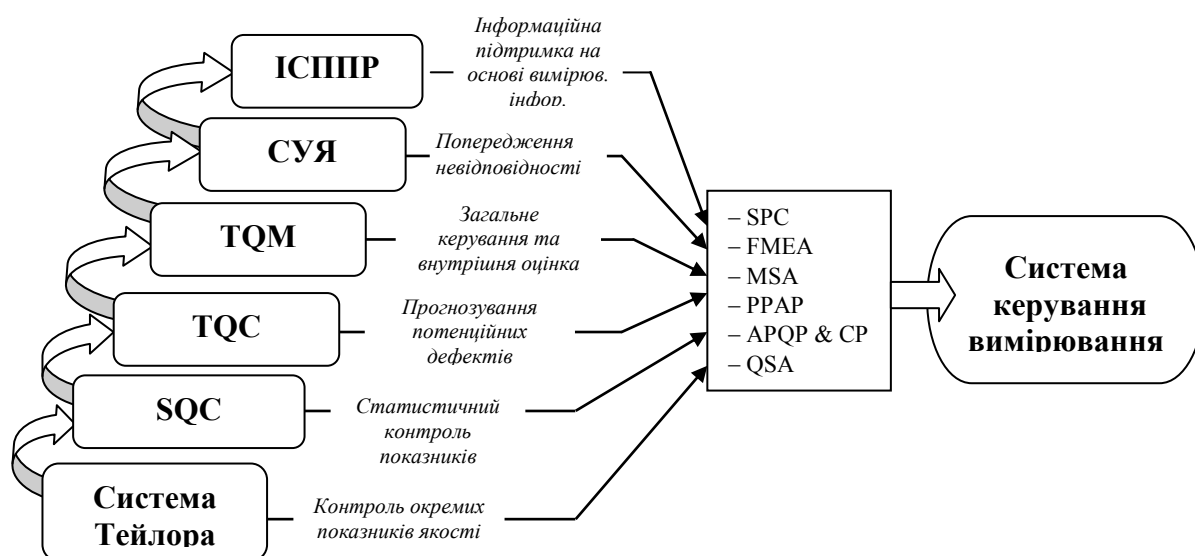 ІСППР
Інформаційна
підтримка на
основі вимірюв.
інфор.
СУЯ
Попередження
невідповідності
TQM
Загальне
керування та
внутрішня оцінка
TQC
Прогнозування
потенційних
дефектів
SQC
Статистичний
контроль
показників
Система
Тейлора
Контроль окремих
показників якості
– SPC
– FMEA
– MSA
– PPAP
– APQP & CP
– QSA
Система
керування
вимірювання